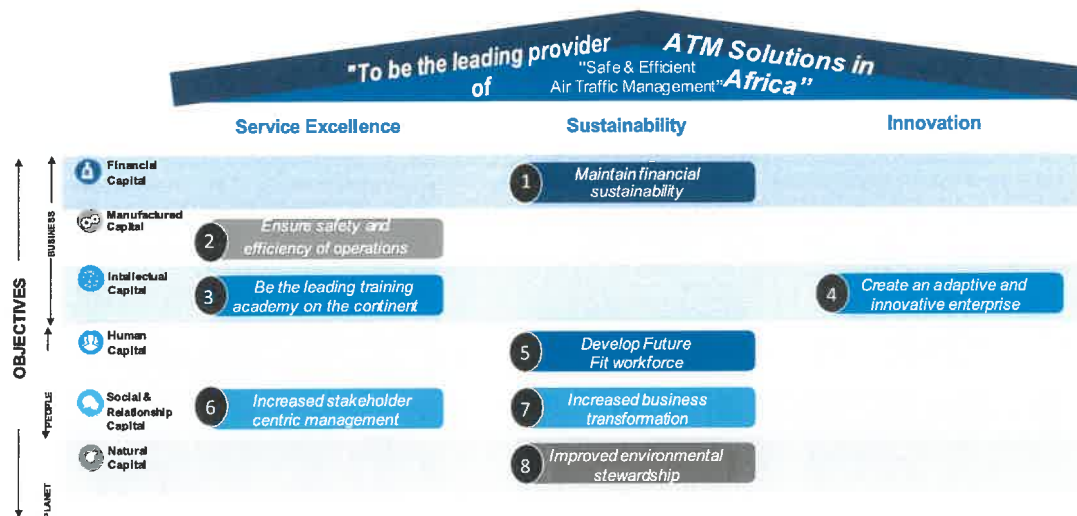 "To be the leading provider
of
"Safe & Efficient
Air Traffic Management"
ATM Solutions in
Africa"
Service Excellence
Sustainability
Innovation
OBJECTIVES
BUSINESS
PEOPLE
PLANET
Financial
Capital
1
Maintain financial
sustainability
Manufactured
Capital
2
Ensure safety and
efficiency of operations
Intellectual
Capital
3
Be the leading training
academy on the continent
4
Create an adaptive and
innovative enterprise
Human
Capital
5
Develop Future
Fit workforce
Social &
Relationship
Capital
6
Increased stakeholder
centric management
7
Increased business
transformation
Natural
Capital
8
Improved environmental
stewardship